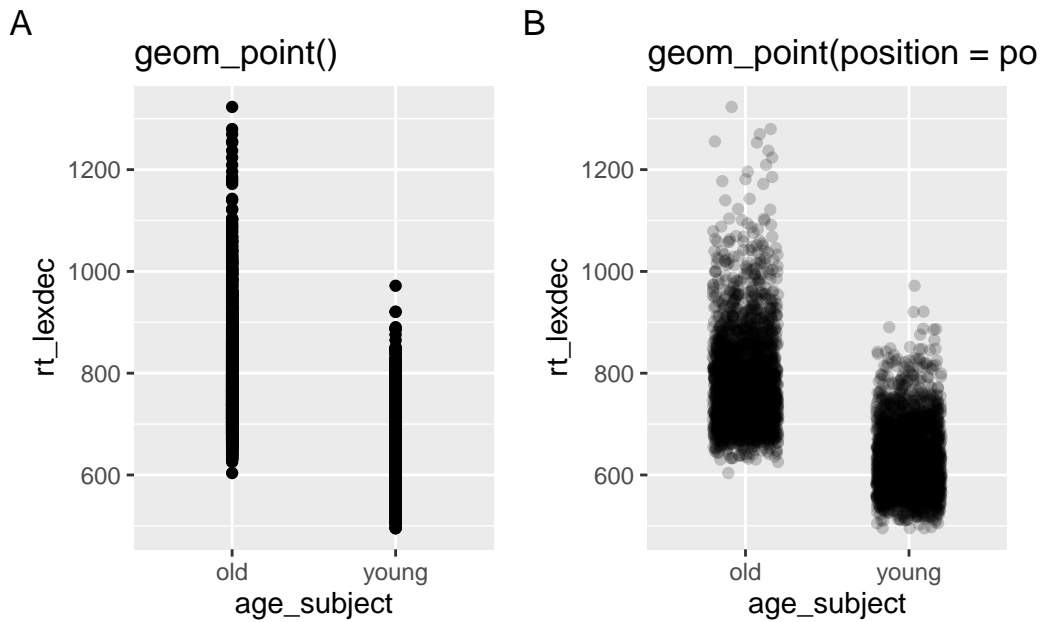 A
geom_point()
1200
1000
800
600
rt_lexdec
old young
age_subject
B
geom_point(position = po
1200
1000
800
600
rt_lexdec
old young
age_subject